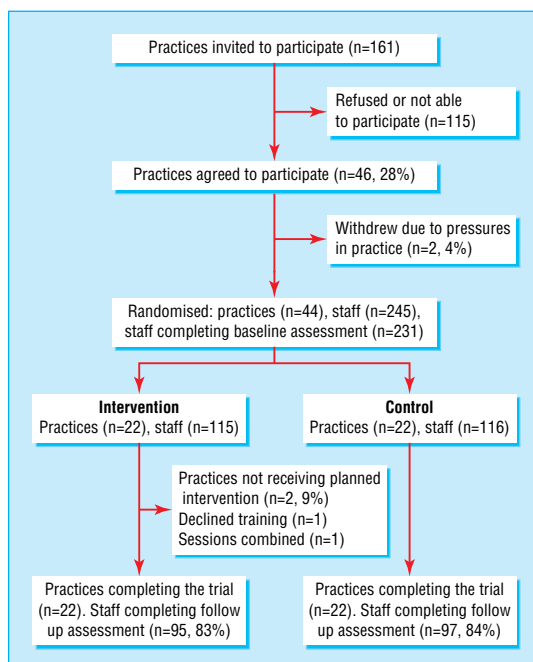 Practices invited to participate (n=161)
Refused or not able
to participate (n=115)
Practices agreed to participate (n=46, 28%)
Withdrew due to pressures
in practice (n=2, 4%)
Randomised: practices (n=44), staff (n=245),
staff completing baseline assessment (n=231)
Intervention
Practices (n=22), staff (n=115)
Control
Practices (n=22), staff (n=116)
Practices not receiving planned
intervention (n=2, 9%)
Declined training (n=1)
Sessions combined (n=1)
Practices completing the trial
(n=22). Staff completing follow
up assessment (n=95, 83%)
Practices completing the trial
(n=22). Staff completing follow
up assessment (n=97, 84%)